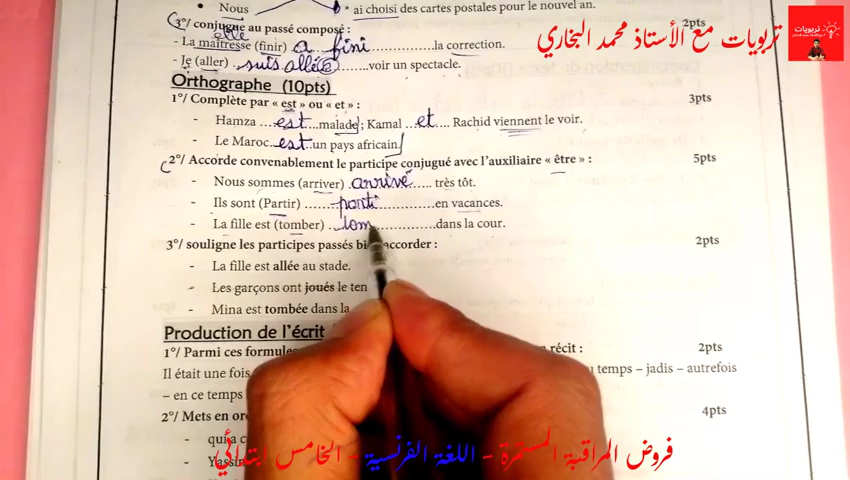 • Nous ai choisi des cartes postales pour le nouvel an.
3°/ conjugue au passé composé : 2pts
elle
- La maitresse (finir) a fini la correction.
- Je (aller) suis allée voir un spectacle.
Orthographe (10pts)
1°/ Complète par « est » ou « et » : 3pts
- Hamza ....est....malade ; Kamal ....et.... Rachid viennent le voir.
- Le Maroc..est..un pays africain.
2°/ Accorde convenablement le participe conjugué avec l'auxiliaire « être » : 5pts
- Nous sommes (arriver) arrivé..... très tôt.
- Ils sont (Partir) ........parti..............en vacances.
- La fille est (tomber) ...tom...............dans la cour.
3°/ souligne les participes passés bi accorder : 2pts
- La fille est allée au stade.
- Les garçons ont joués le
- Mina est tombée dans la
Production de l'écrit
1°/ Parmi ces formules récit : 2pts
Il était une fois temps – jadis – autrefois
– en ce temps
2°/ Mets en 4pts
- 
- 
تربويات مع الأستاذ محمد البخاري
تربويات
فروض المراقبة المستمرة - اللغة الفرنسية - الخامس ابتدائي